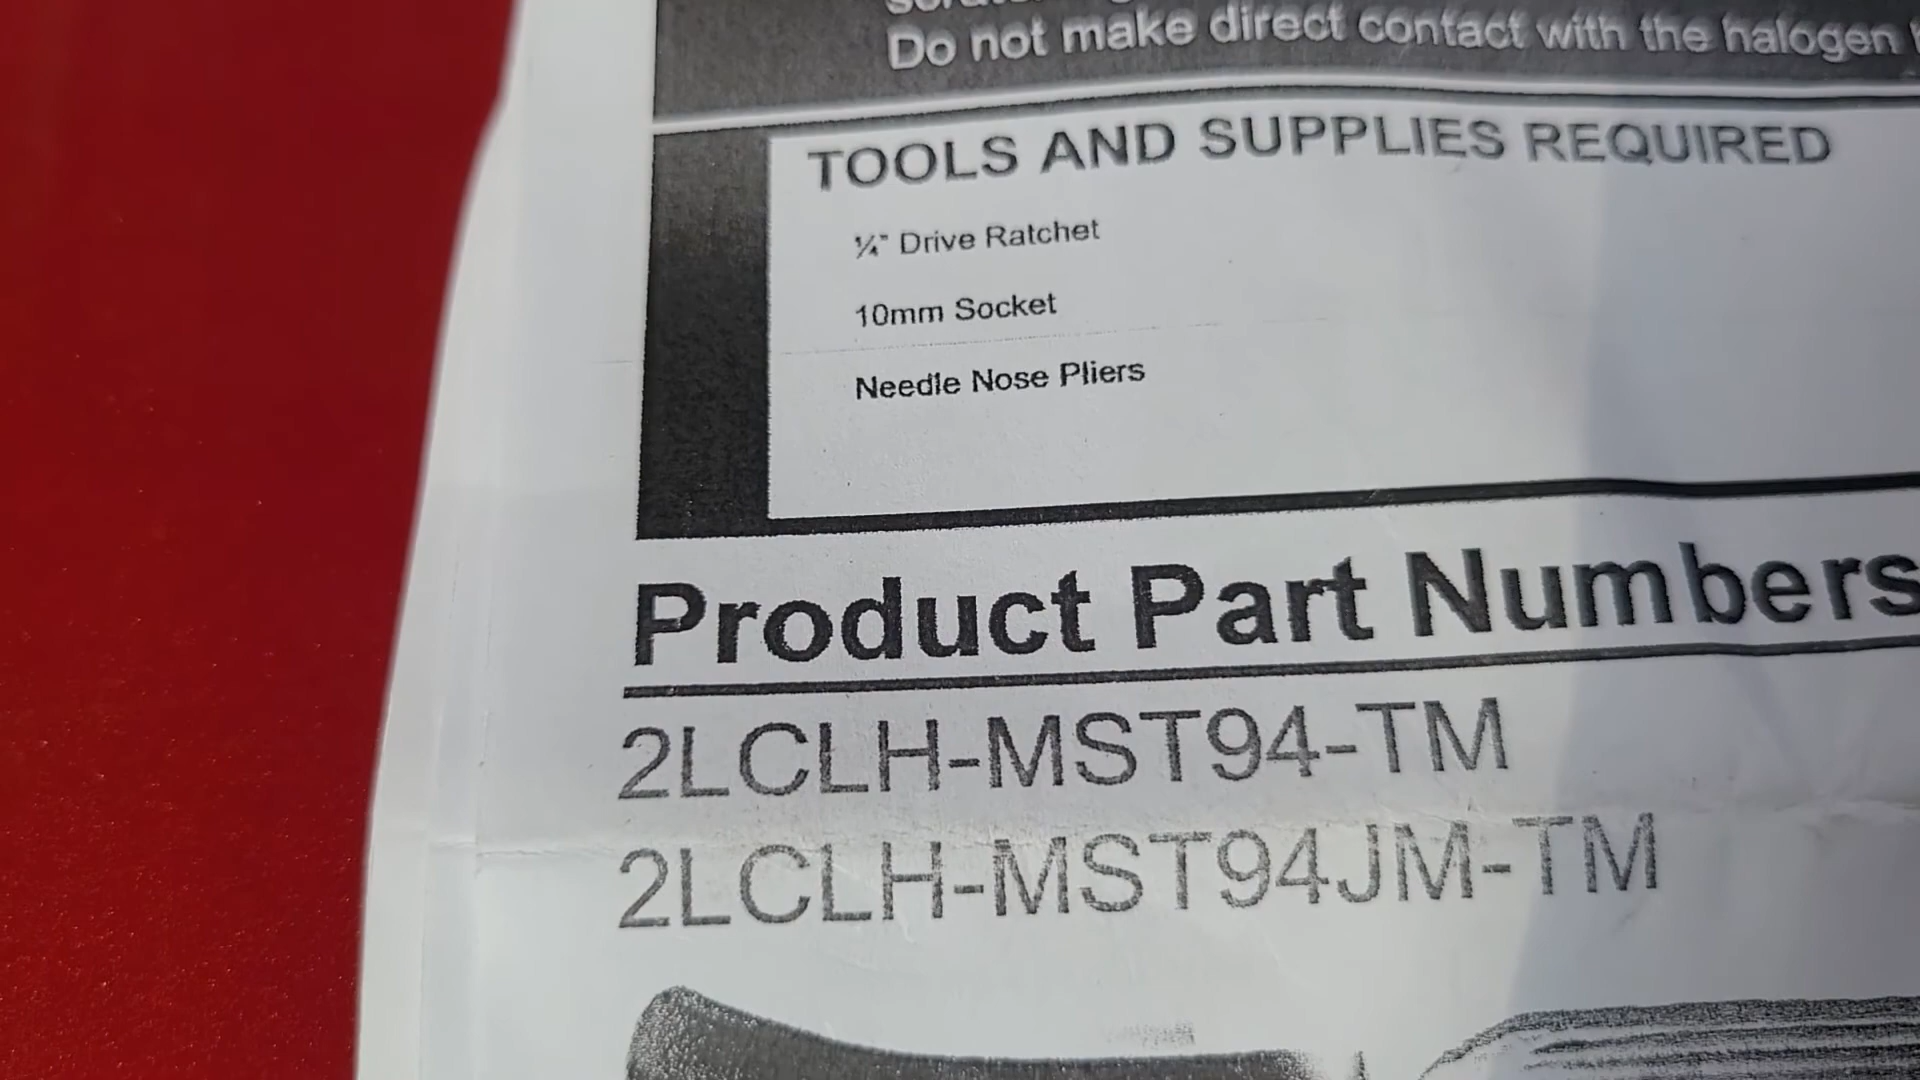 Do not make direct contact with the halogen
TOOLS AND SUPPLIES REQUIRED
¼" Drive Ratchet
10mm Socket
Needle Nose Pliers
Product Part Numbers
2LCLH-MST94-TM
2LCLH-MST94JM-TM